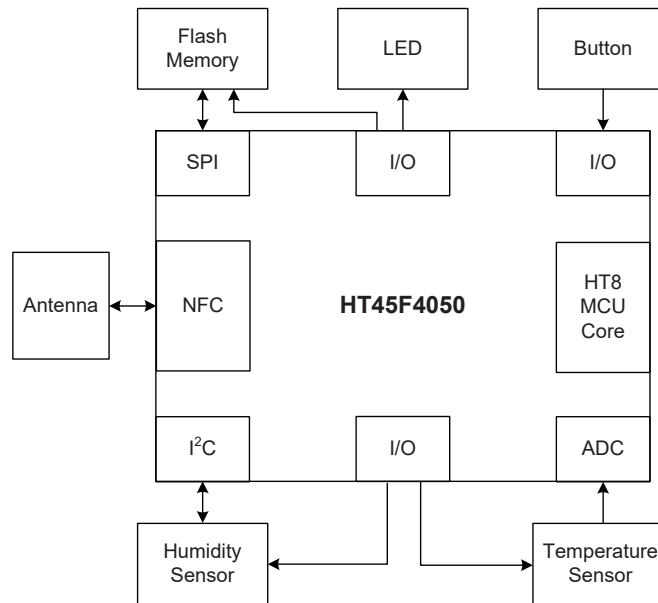 Flash
Memory
LED
Button
SPI
I/O
I/O
Antenna
NFC
HT45F4050
HT8
MCU
Core
I²C
I/O
ADC
Humidity
Sensor
Temperature
Sensor